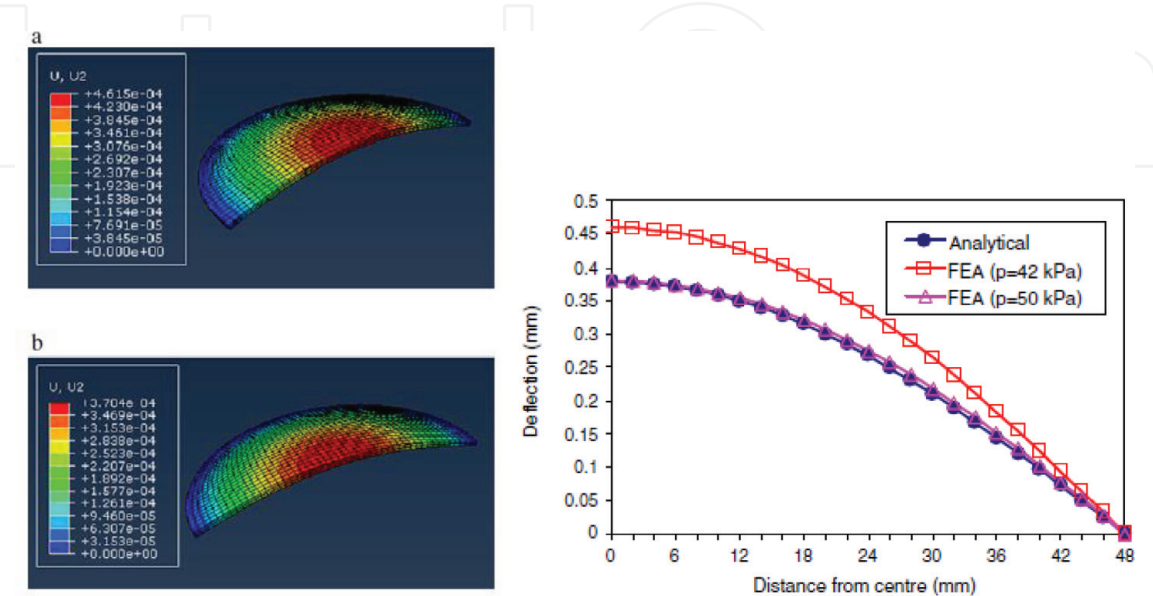 a
U, U2
+4.615e-04
+4.230e-04
+3.845e-04
+3.461e-04
+3.076e-04
+2.692e-04
+2.307e-04
+1.923e-04
+1.538e-04
+1.154e-04
+7.691e-05
+3.845e-05
+0.000e+00
b
U, U2
+3.704e 04
+3.469e-04
+3.153e-04
+2.838e-04
+2.523e-04
+2.207e-04
+1.892e-04
+1.577e-04
+1.261e-04
+9.460e-05
+6.307e-05
+3.153e-05
+0.000e+00
0.5
0.45
0.4
0.35
0.3
0.25
0.2
0.15
0.1
0.05
0
Deflection (mm)
Analytical
FEA (p=42 kPa)
FEA (p=50 kPa)
0 6 12 18 24 30 36 42 48
Distance from centre (mm)